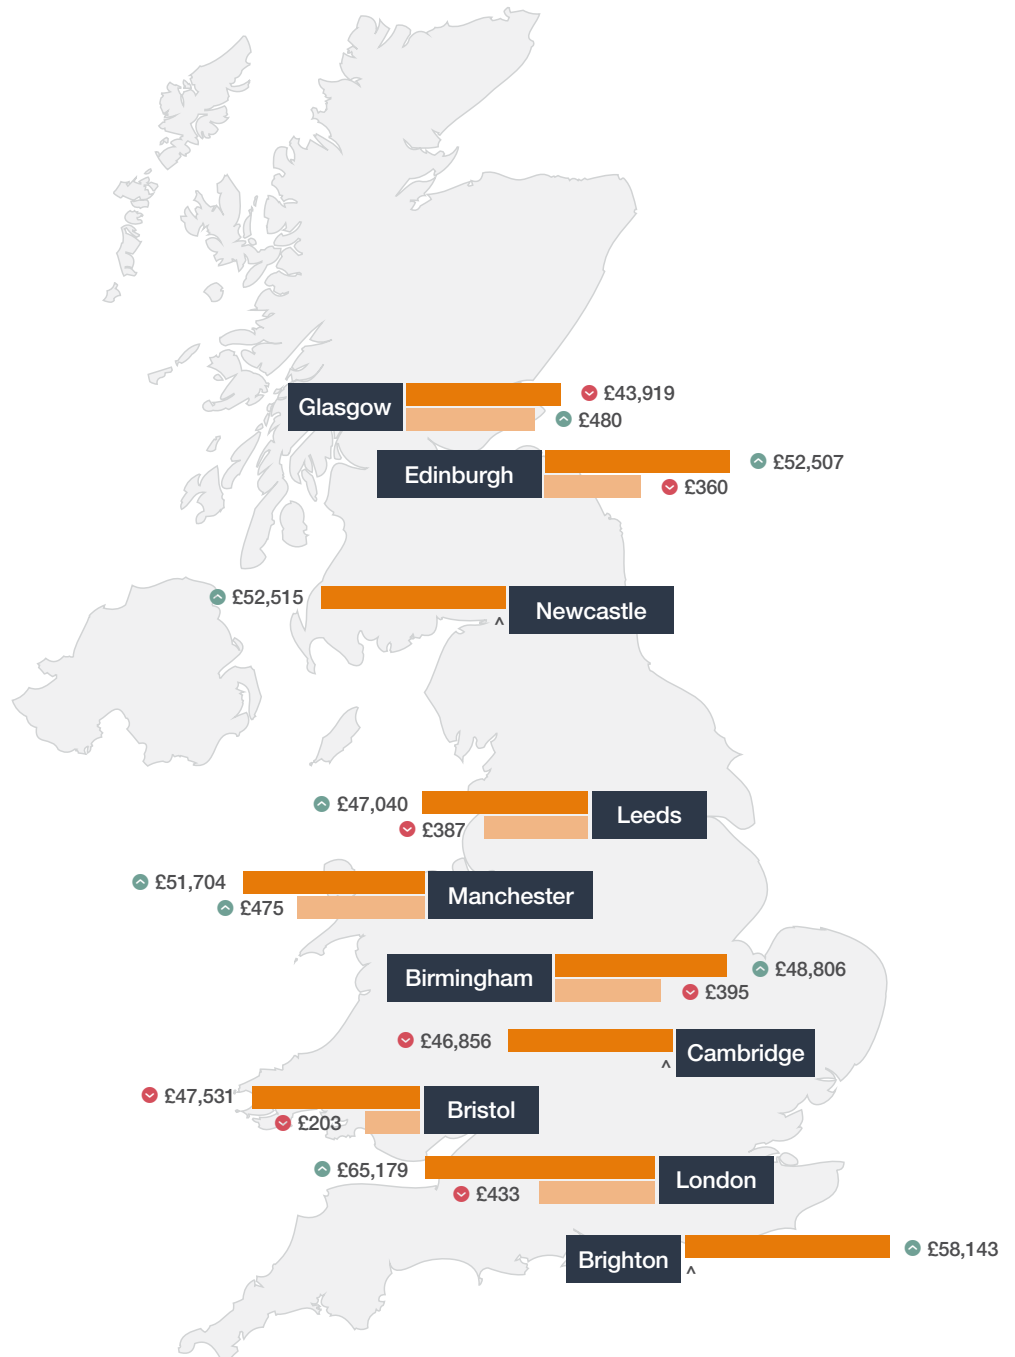 Glasgow
£43,919
£480
Edinburgh
£52,507
£360
£52,515
^
Newcastle
£47,040
£387
Leeds
£51,704
£475
Manchester
Birmingham
£48,806
£395
£46,856
^
Cambridge
£47,531
£203
Bristol
£65,179
£433
London
Brighton
^
£58,143